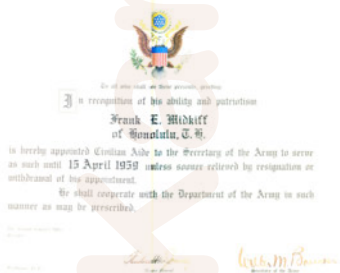 To all who shall see these presents, greeting
In recognition of his ability and patriotism
Frank E. Midkiff
of Honolulu, T.H.
is hereby appointed Civilian Aide to the Secretary of the Army to serve
as such until 15 April 1959 unless sooner relieved by resignation or
withdrawal of his appointment.
He shall cooperate with the Department of the Army in such
manner as may be prescribed.
Secretary of the Army